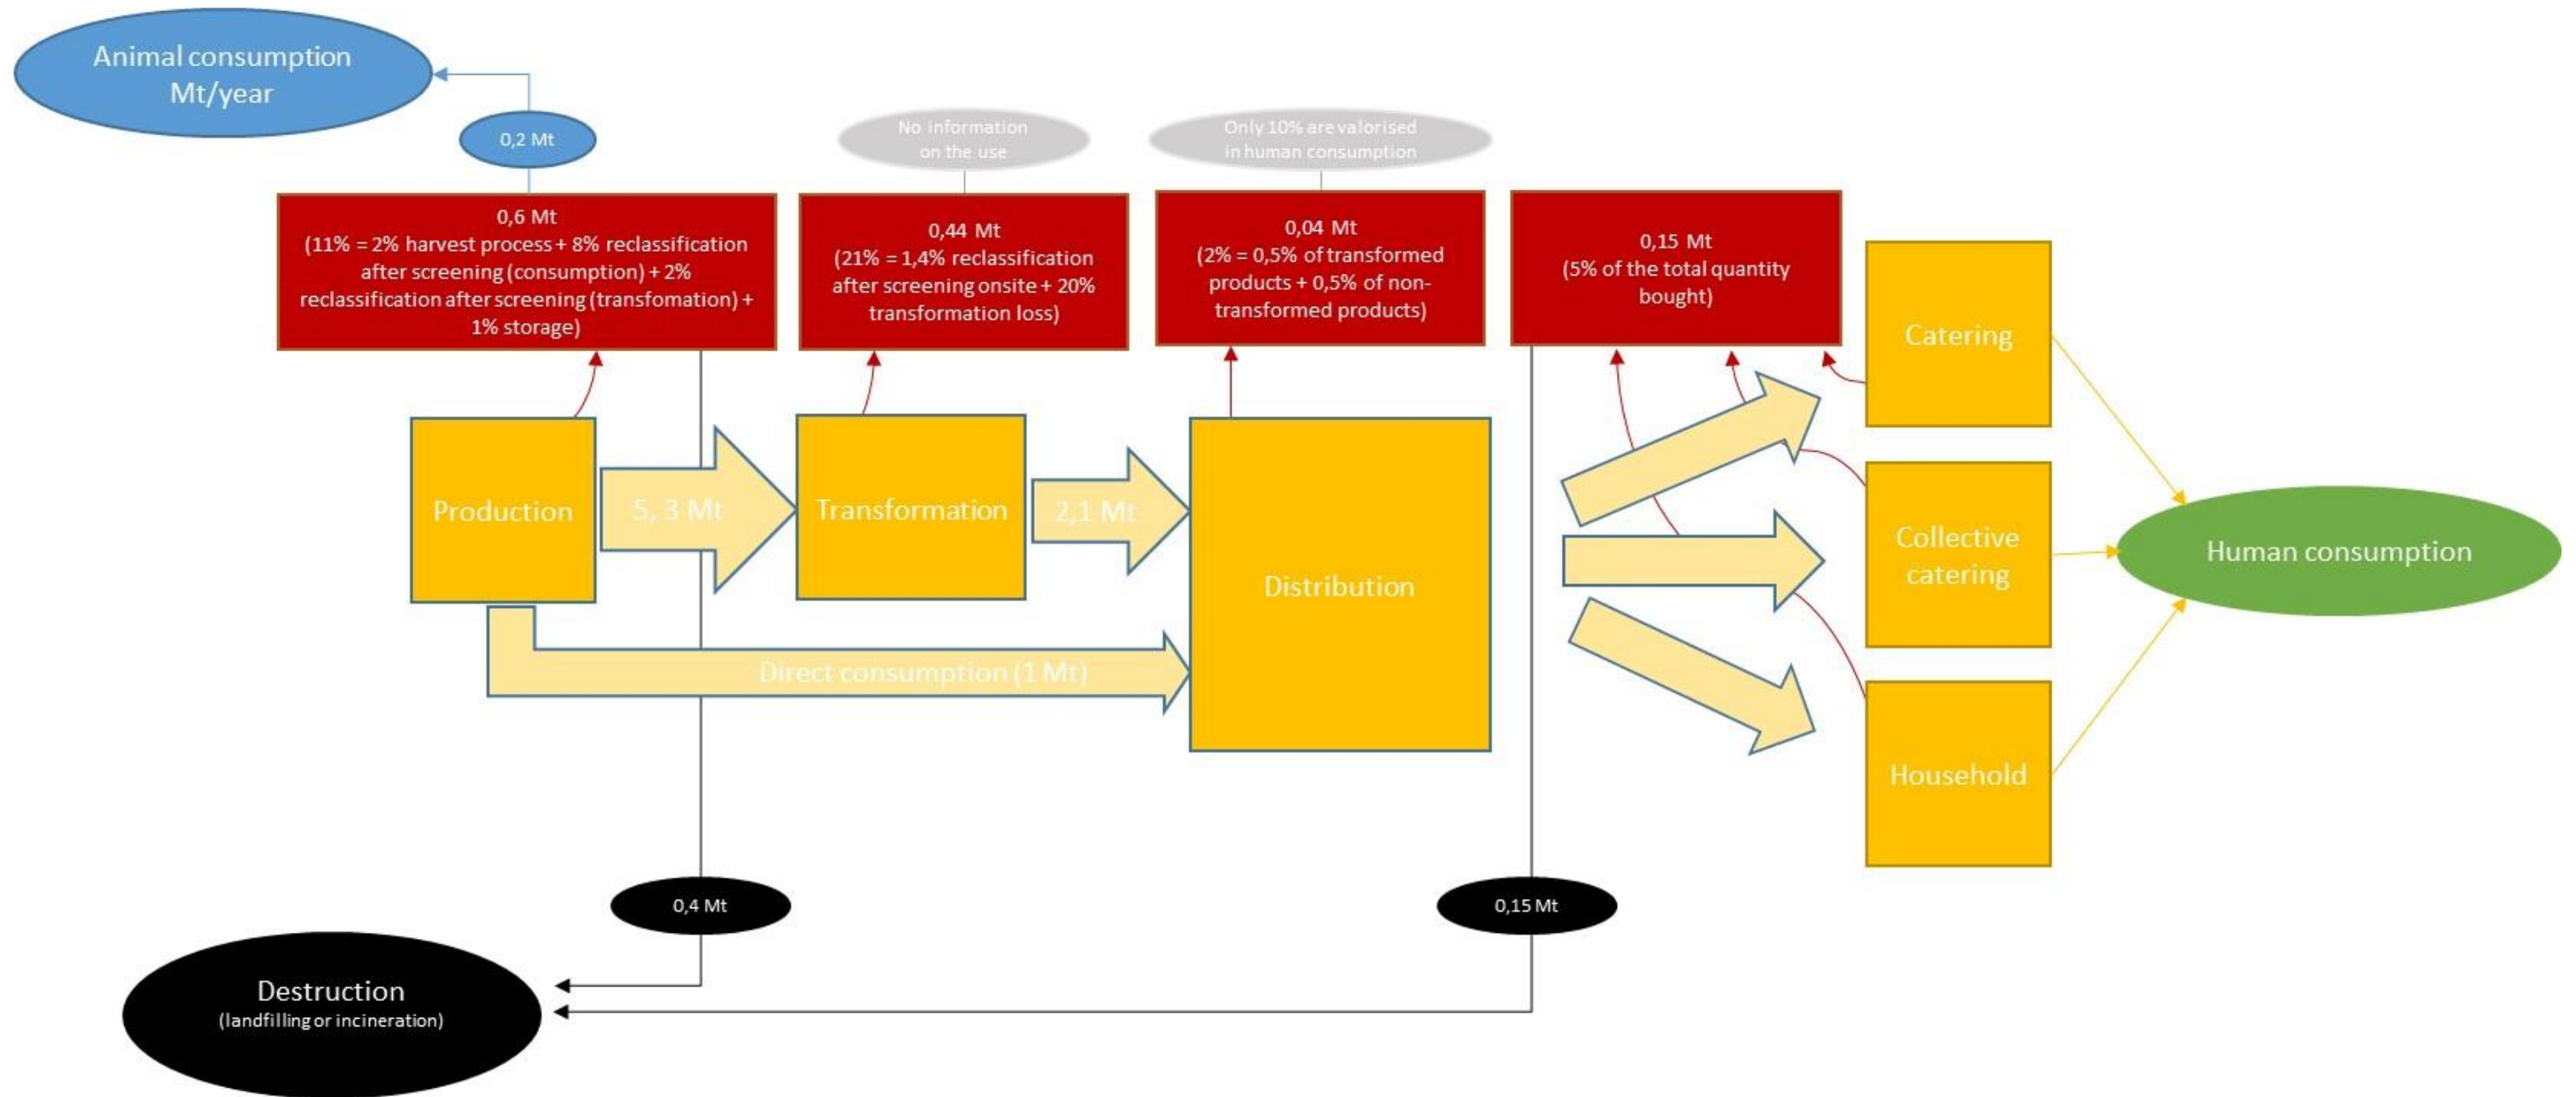 Animal consumption
Mt/year
0,2 Mt
No information
on the use
Only 10% are valorised
in human consumption
0,6 Mt
(11% = 2% harvest process + 8% reclassification
after screening (consumption) + 2%
reclassification after screening (transfomation) +
1% storage)
0,44 Mt
(21% = 1,4% reclassification
after screening onsite + 20%
transformation loss)
0,04 Mt
(2% = 0,5% of transformed
products + 0,5% of non-
transformed products)
0,15 Mt
(5% of the total quantity
bought)
Catering
Production
5, 3 Mt
Transformation
2,1 Mt
Distribution
Collective
catering
Human consumption
Direct consumption (1 Mt)
Household
0,4 Mt
0,15 Mt
Destruction
(landfilling or incineration)